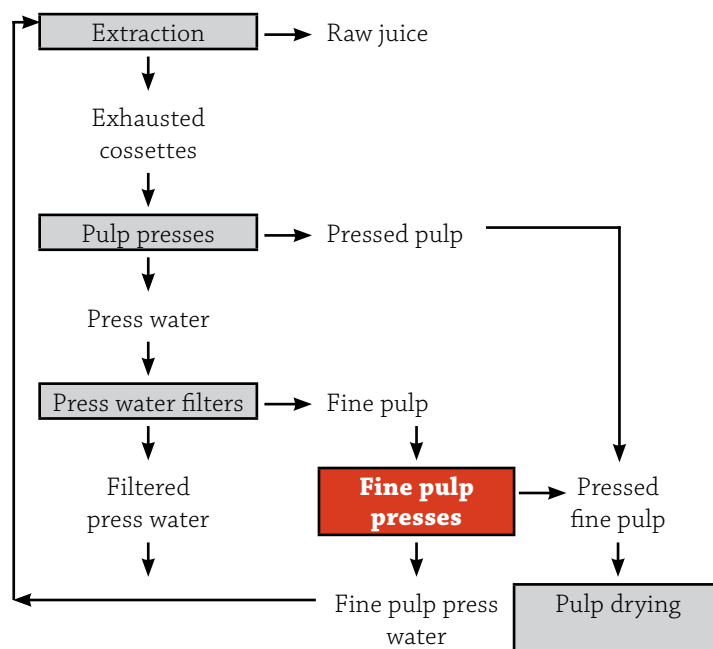 Extraction
Raw juice
Exhausted
cossettes
Pulp presses
Pressed pulp
Press water
Press water filters
Fine pulp
Filtered
press water
Fine pulp
presses
Pressed
fine pulp
Fine pulp press
water
Pulp drying